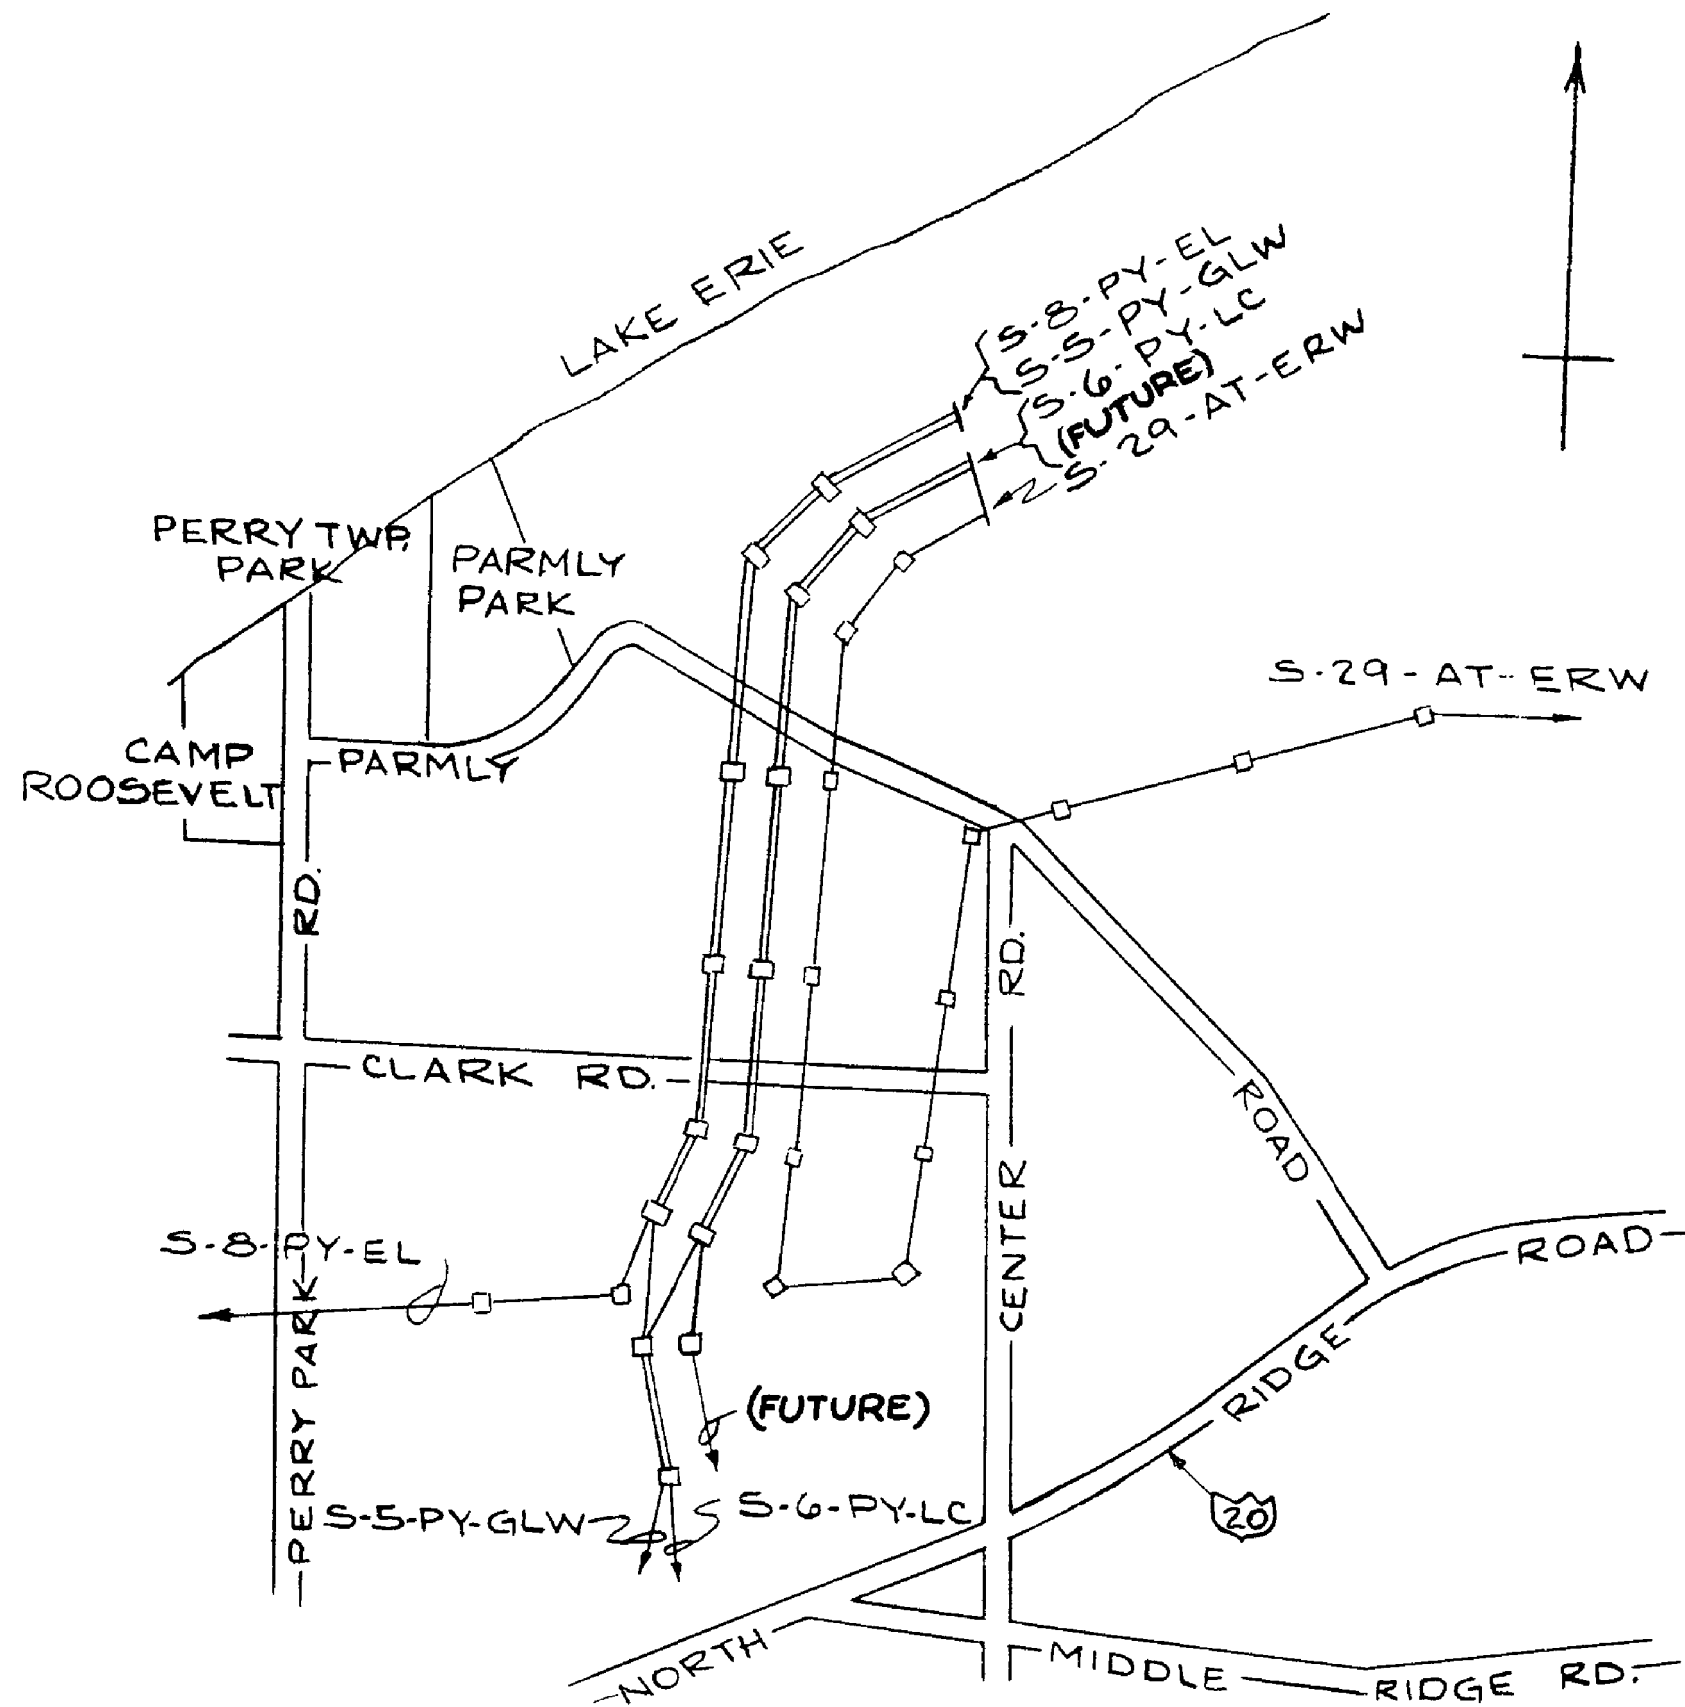 LAKE ERIE
S-8-PY-EL
S-5-PY-GLW
S-6-PY-LC
(FUTURE)
S-29-AT-ERW
PERRY TWP.
PARK
PARMLY
PARK
S-29-AT-ERW
CAMP
ROOSEVELT
PARMLY
RD.
RD.
CLARK RD.
ROAD
CENTER
S-8-PY-EL
ROAD
PERRY PARK
RIDGE
(FUTURE)
S-5-PY-GLW
S-6-PY-LC
20
NORTH
MIDDLE RIDGE RD.